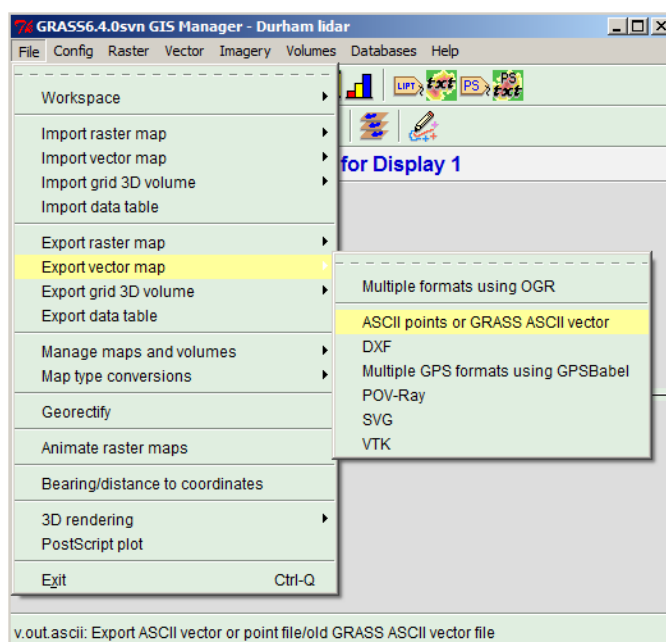 GRASS6.4.0svn GIS Manager - Durham lidar
File Config Raster Vector Imagery Volumes Databases Help
LIPT txt PS PS txt
for Display 1
Workspace
Import raster map
Import vector map
Import grid 3D volume
Import data table
Export raster map
Export vector map
Export grid 3D volume
Export data table
Manage maps and volumes
Map type conversions
Georectify
Animate raster maps
Bearing/distance to coordinates
3D rendering
PostScript plot
Exit Ctrl-Q
Multiple formats using OGR
ASCII points or GRASS ASCII vector
DXF
Multiple GPS formats using GPSBabel
POV-Ray
SVG
VTK
v.out.ascii: Export ASCII vector or point file/old GRASS ASCII vector file